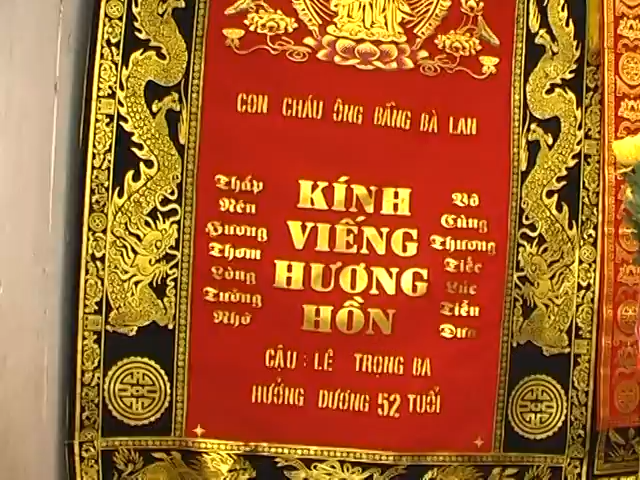 CON CHÁU ÔNG BẰNG BÀ LAN
Thắp
Nén
Hương
Thơm
Lòng
Tưởng
Nhớ
KÍNH
VIẾNG
HƯƠNG
HỒN
Vô
Cùng
Thương
Tiếc
Lúc
Tiễn
Đưa
CẬU : LÊ TRỌNG BA
HƯỞNG DƯƠNG 52 TUỔI